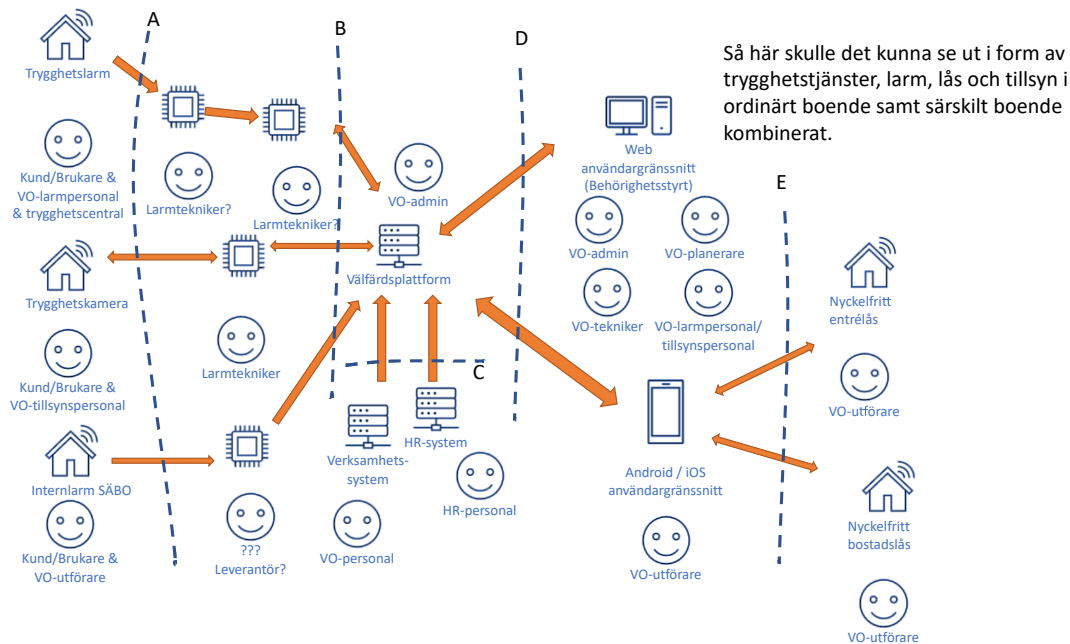 A
B
D
Så här skulle det kunna se ut i form av
trygghetstjänster, larm, lås och tillsyn i
ordinärt boende samt särskilt boende
kombinerat.
Trygghetslarm
Kund/Brukare &
VO-larmpersonal
& trygghetscentral
Larmtekniker?
Larmtekniker?
VO-admin
Web
användargränssnitt
(Behörighetsstyrt)
E
VO-admin
VO-planerare
Trygghetskamera
Välfärdsplattform
VO-tekniker
VO-larmpersonal/
tillsynspersonal
Nyckelfritt
entrélås
Kund/Brukare &
VO-tillsynspersonal
Larmtekniker
C
VO-utförare
Internlarm SÄBO
Verksamhets-
system
HR-system
Android / iOS
användargränssnitt
HR-personal
Nyckelfritt
bostadslås
Kund/Brukare &
VO-utförare
???
Leverantör?
VO-personal
VO-utförare
VO-utförare